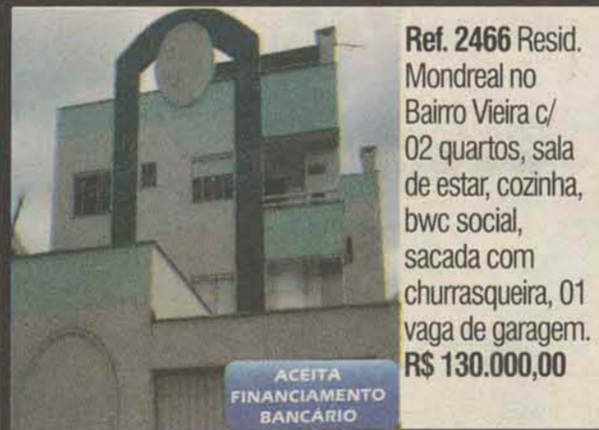 Ref. 2466 Resid.
Mondreal no
Bairro Vieira c/
02 quartos, sala
de estar, cozinha,
bwc social,
sacada com
churrasqueira, 01
vaga de garagem.
R$ 130.000,00
ACEITA
FINANCIAMENTO
BANCÁRIO